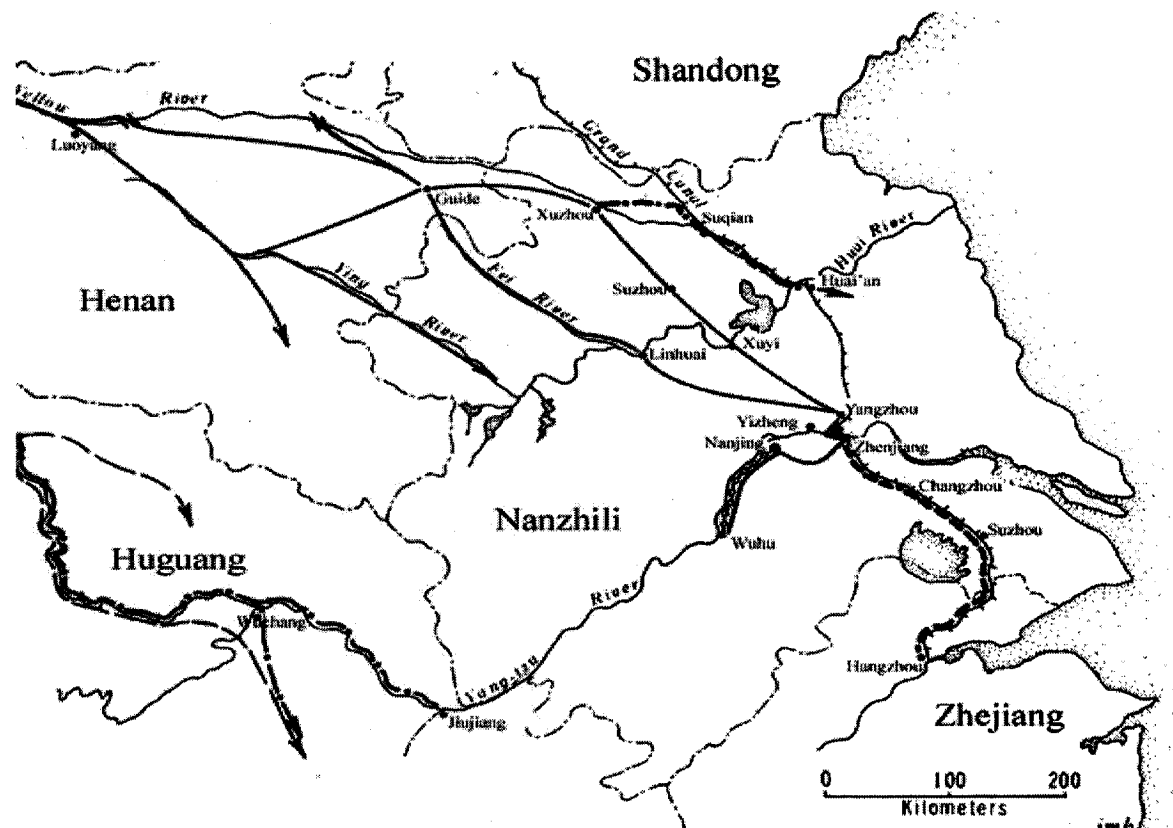 Shandong
Yellow
River
Luoyang
Grand
Canal
Guide
Xuzhou
Suqian
Huai River
Huai'an
Henan
Ying
River
River
Suzhou
Linhuai
Xuyi
Yizheng
Yangzhou
Nanjing
Zhenjiang
Changzhou
Nanzhili
Suzhou
Wuhu
Huguang
River
Wuchang
Yang-tzu
Jiujiang
Hangzhou
Zhejiang
0 100 200
Kilometers